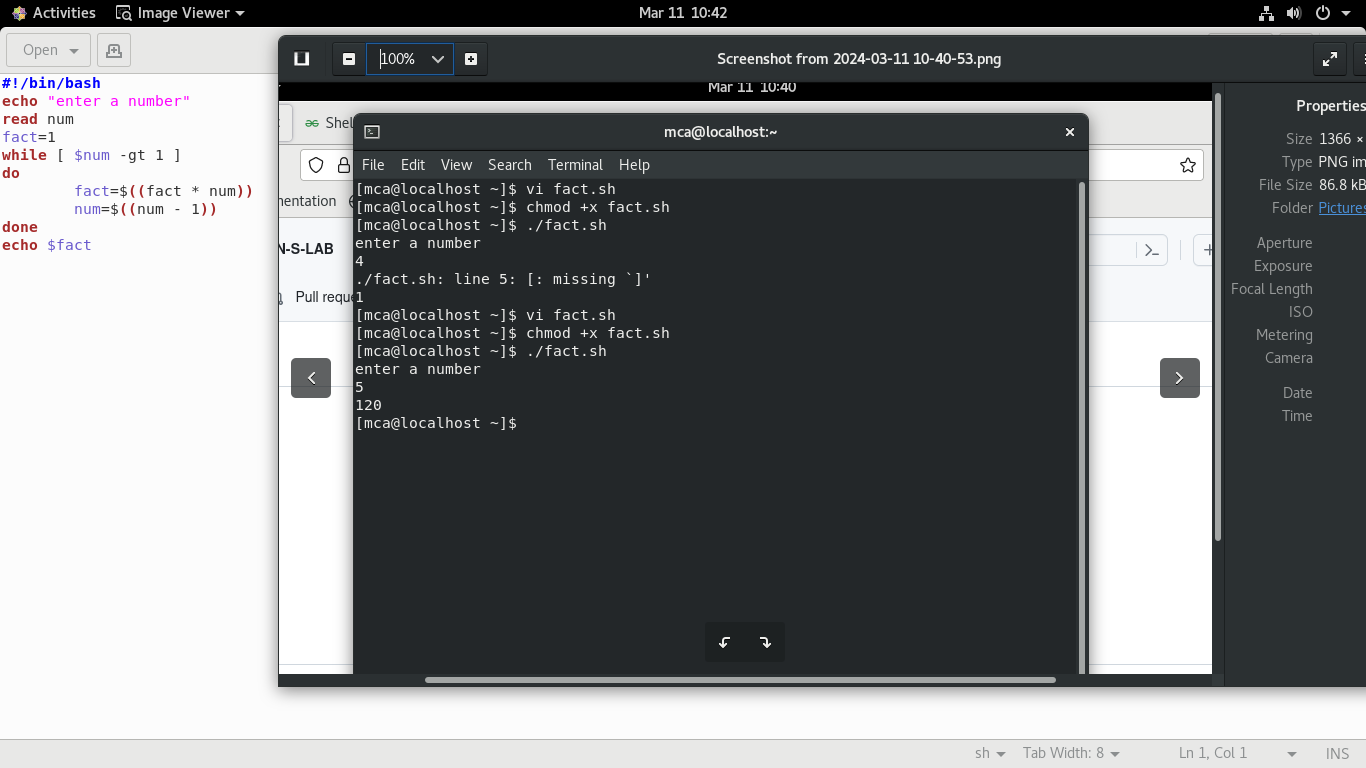 Activities Image Viewer Mar 11 10:42
Open
#!/bin/bash
echo "enter a number"
read num
fact=1
while [ $num -gt 1 ]
do
fact=$((fact * num))
num=$((num - 1))
done
echo $fact
100% Screenshot from 2024-03-11 10-40-53.png
Mar 11 10:40
Shel
mentation
N-S-LAB
Pull reque
mca@localhost:~
File Edit View Search Terminal Help
[mca@localhost ~]$ vi fact.sh
[mca@localhost ~]$ chmod +x fact.sh
[mca@localhost ~]$ ./fact.sh
enter a number
4
./fact.sh: line 5: [: missing `]'
1
[mca@localhost ~]$ vi fact.sh
[mca@localhost ~]$ chmod +x fact.sh
[mca@localhost ~]$ ./fact.sh
enter a number
5
120
[mca@localhost ~]$
Properties
Size 1366 ×
Type PNG im
File Size 86.8 kB
Folder Pictures
Aperture
Exposure
Focal Length
ISO
Metering
Camera
Date
Time
sh Tab Width: 8 Ln 1, Col 1 INS